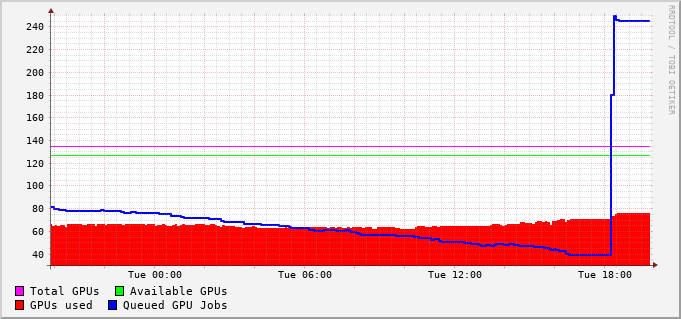 240
220
200
180
160
140
120
100
80
60
40
Tue 00:00 Tue 06:00 Tue 12:00 Tue 18:00
Total GPUs Available GPUs
GPUs used Queued GPU Jobs
RRDTOOL / TOBI OETIKER